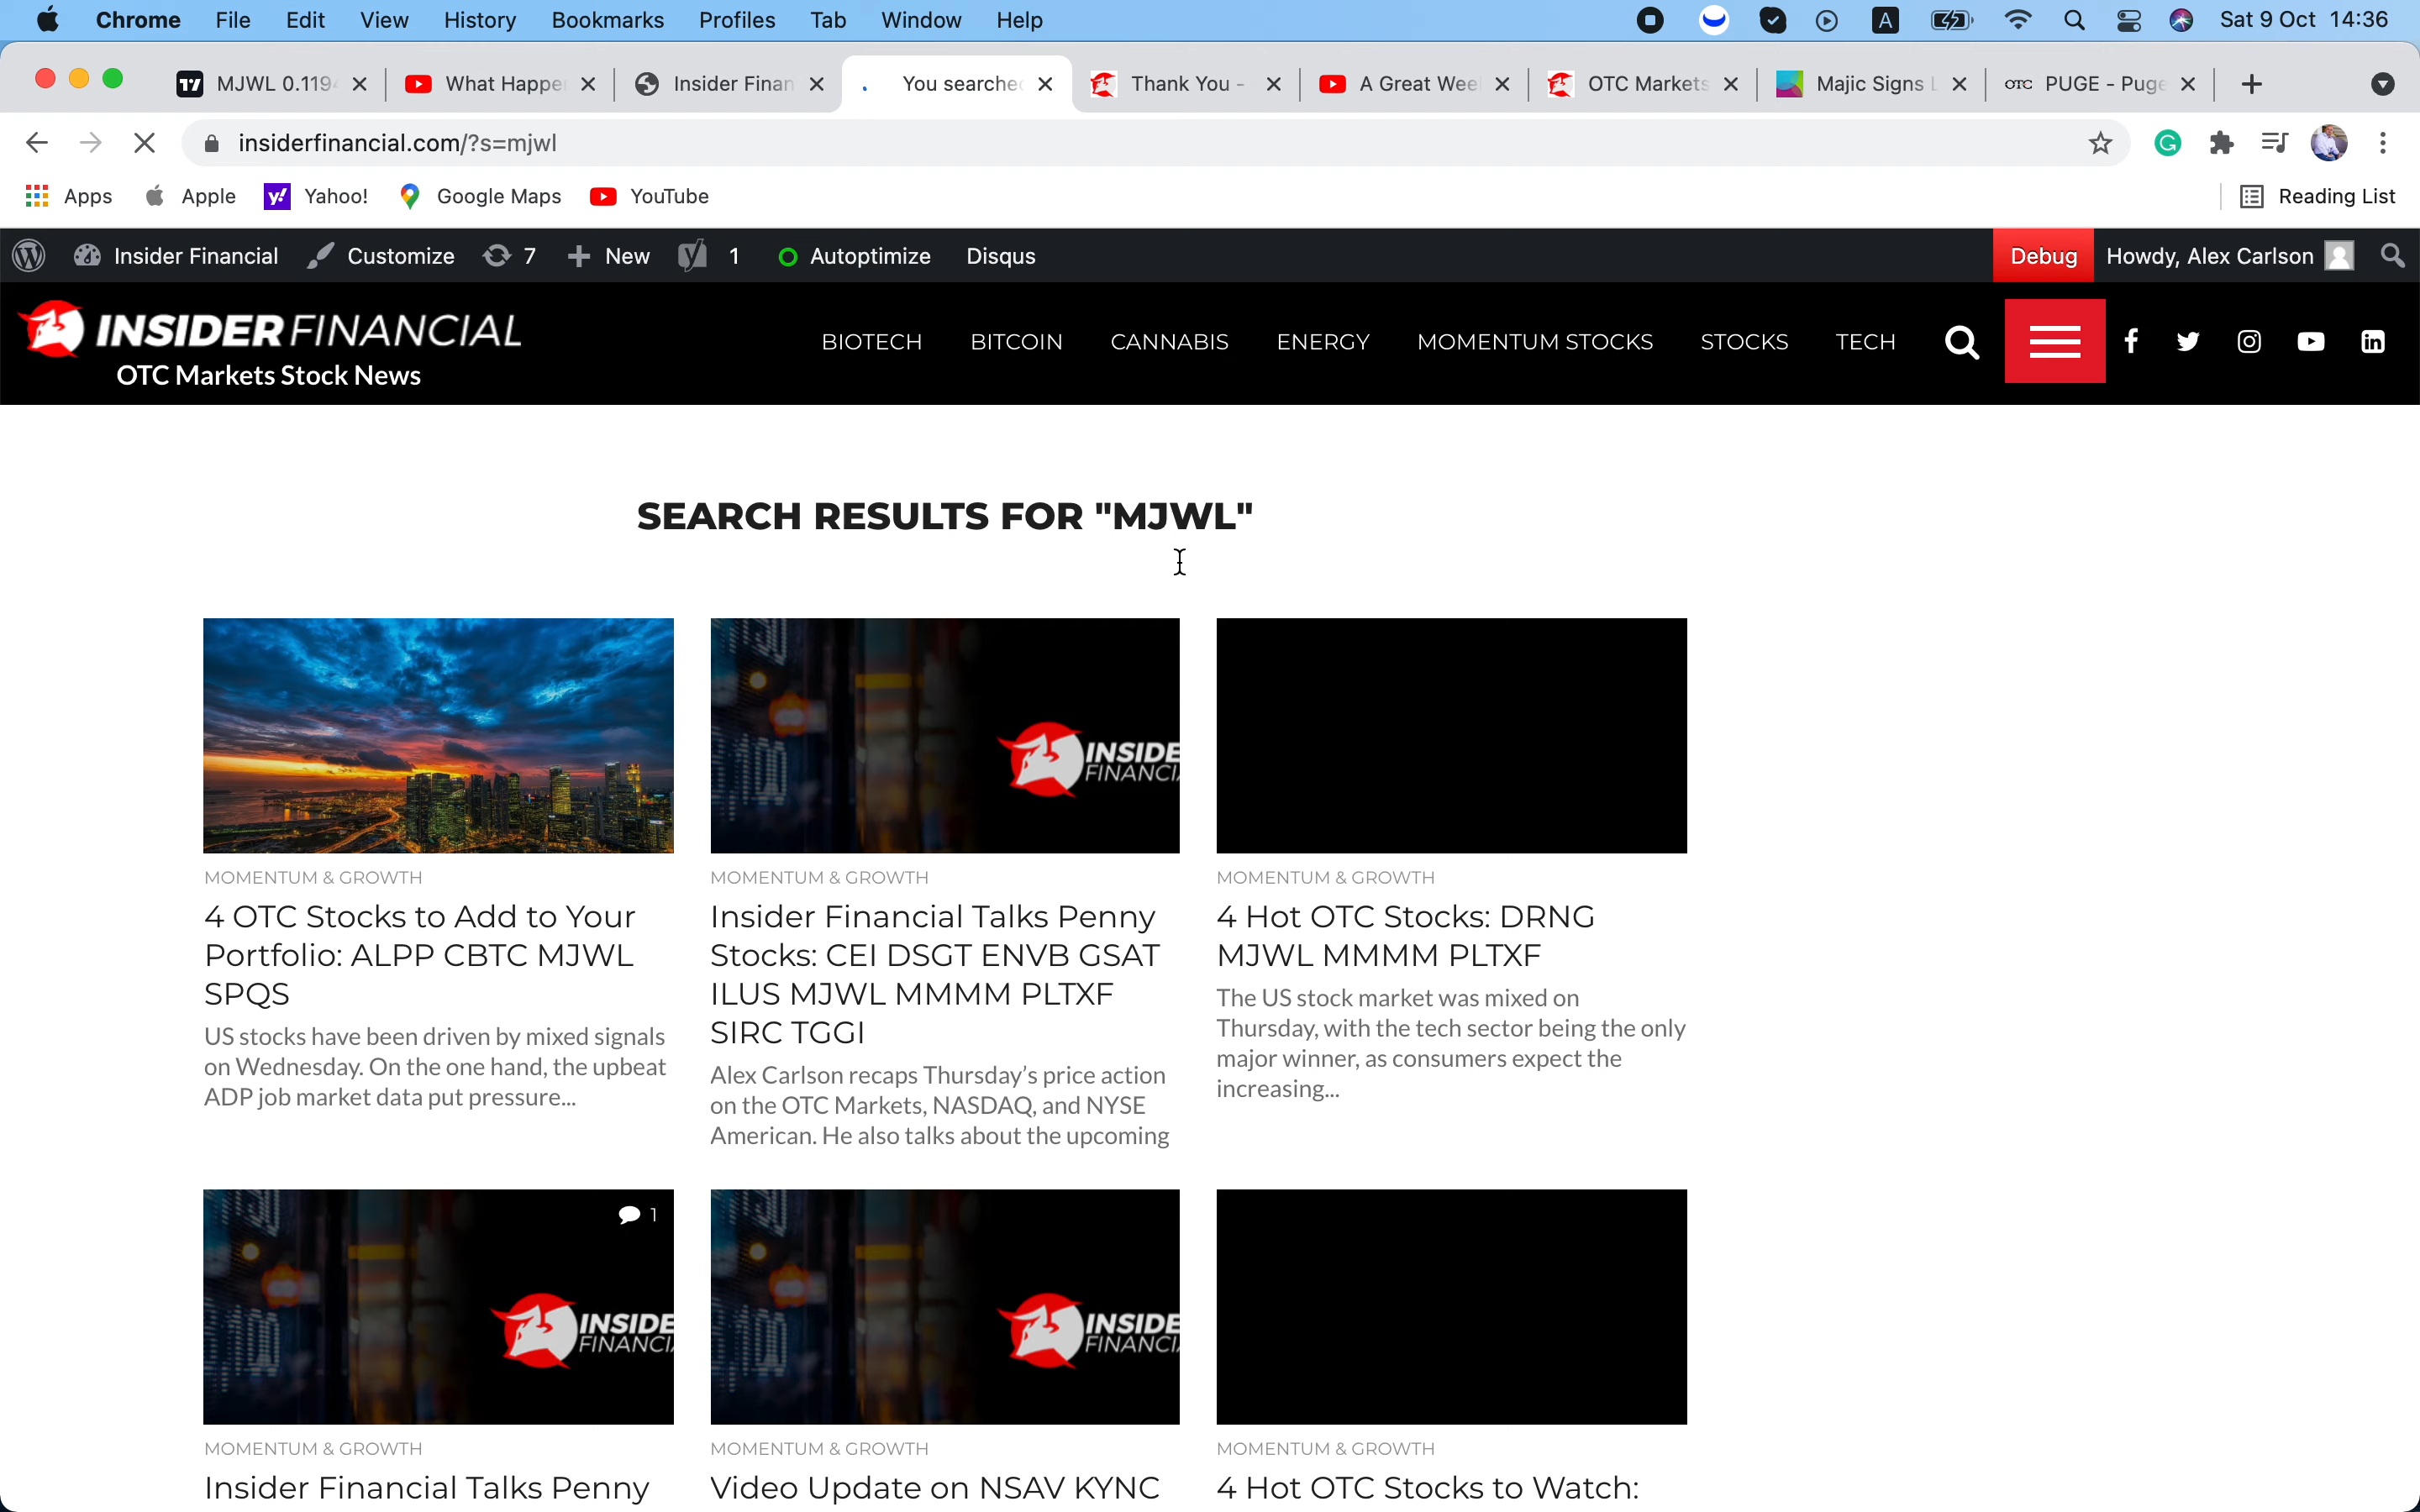 Chrome File Edit View History Bookmarks Profiles Tab Window Help A Sat 9 Oct 14:36
MJWL 0.119 What Happe Insider Finan You searche Thank You - A Great Wee OTC Markets Majic Signs L OTC PUGE - Puge
insiderfinancial.com/?s=mjwl
Apps Apple Yahoo! Google Maps YouTube Reading List
Insider Financial Customize 7 New 1 Autoptimize Disqus Debug Howdy, Alex Carlson
INSIDER FINANCIAL
OTC Markets Stock News
BIOTECH BITCOIN CANNABIS ENERGY MOMENTUM STOCKS STOCKS TECH
SEARCH RESULTS FOR "MJWL"
MOMENTUM & GROWTH
4 OTC Stocks to Add to Your
Portfolio: ALPP CBTC MJWL
SPQS
US stocks have been driven by mixed signals
on Wednesday. On the one hand, the upbeat
ADP job market data put pressure...
INSIDE
FINANCI
MOMENTUM & GROWTH
Insider Financial Talks Penny
Stocks: CEI DSGT ENVB GSAT
ILUS MJWL MMMM PLTXF
SIRC TGGI
Alex Carlson recaps Thursday's price action
on the OTC Markets, NASDAQ, and NYSE
American. He also talks about the upcoming
MOMENTUM & GROWTH
4 Hot OTC Stocks: DRNG
MJWL MMMM PLTXF
The US stock market was mixed on
Thursday, with the tech sector being the only
major winner, as consumers expect the
increasing...
1
INSIDE
FINANCI
MOMENTUM & GROWTH
Insider Financial Talks Penny
INSIDE
FINANCI
MOMENTUM & GROWTH
Video Update on NSAV KYNC
MOMENTUM & GROWTH
4 Hot OTC Stocks to Watch: